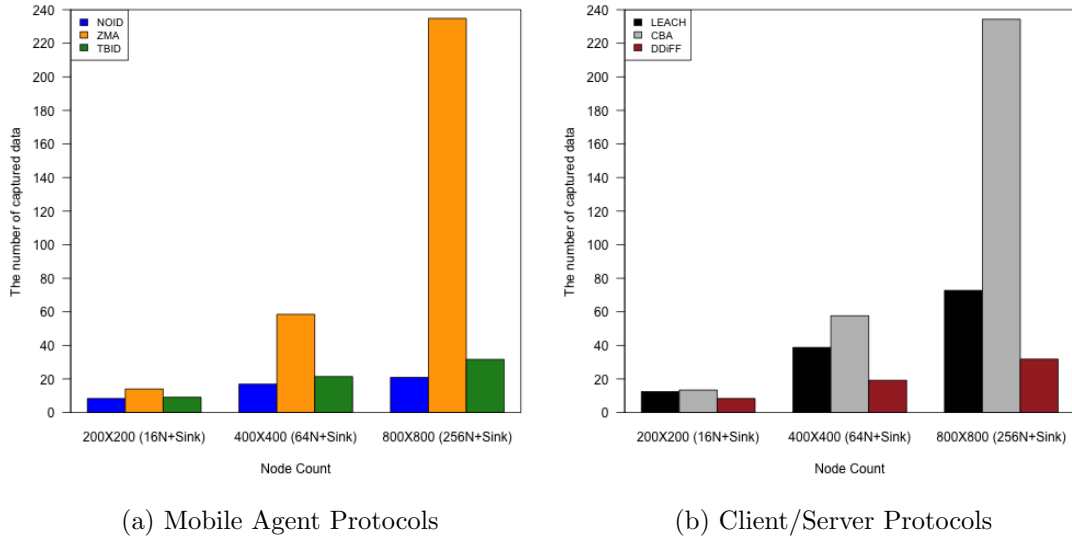 240
220
200
180
160
140
120
100
80
60
40
20
0
The number of captured data
NOID
ZMA
TBID
200X200 (16N+Sink) 400X400 (64N+Sink) 800X800 (256N+Sink)
Node Count
(a) Mobile Agent Protocols
240
220
200
180
160
140
120
100
80
60
40
20
0
The number of captured data
LEACH
CBA
DDiFF
200X200 (16N+Sink) 400X400 (64N+Sink) 800X800 (256N+Sink)
Node Count
(b) Client/Server Protocols